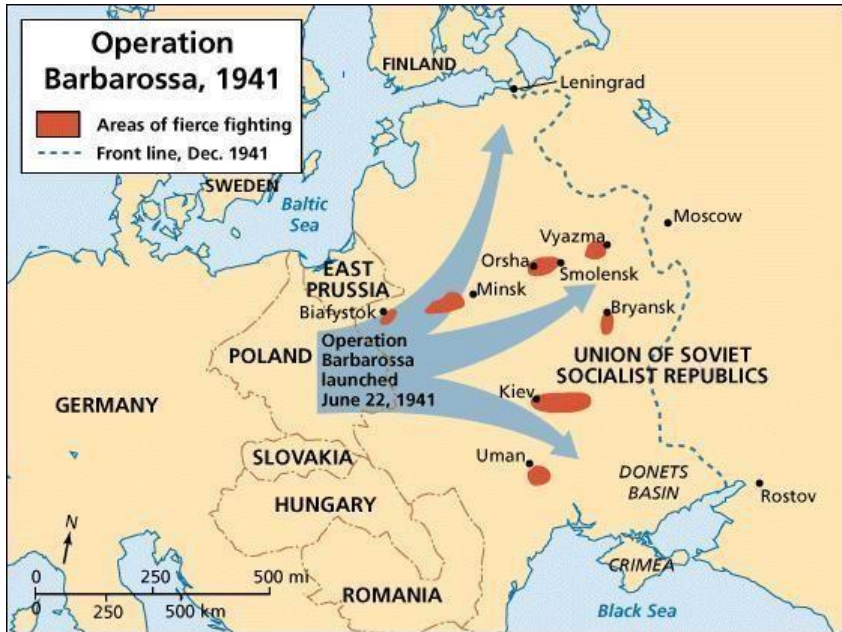 Operation
Barbarossa, 1941
Areas of fierce fighting
Front line, Dec. 1941
FINLAND
Leningrad
SWEDEN
Baltic
Sea
Moscow
Vyazma
Orsha
Smolensk
EAST
PRUSSIA
Minsk
Biafystok
Bryansk
POLAND
Operation
Barbarossa
launched
June 22, 1941
UNION OF SOVIET
SOCIALIST REPUBLICS
GERMANY
Kiev
SLOVAKIA
Uman
DONETS
BASIN
HUNGARY
Rostov
N
CRIMEA
0 250 500 mi
0 250 500 km
ROMANIA
Black Sea